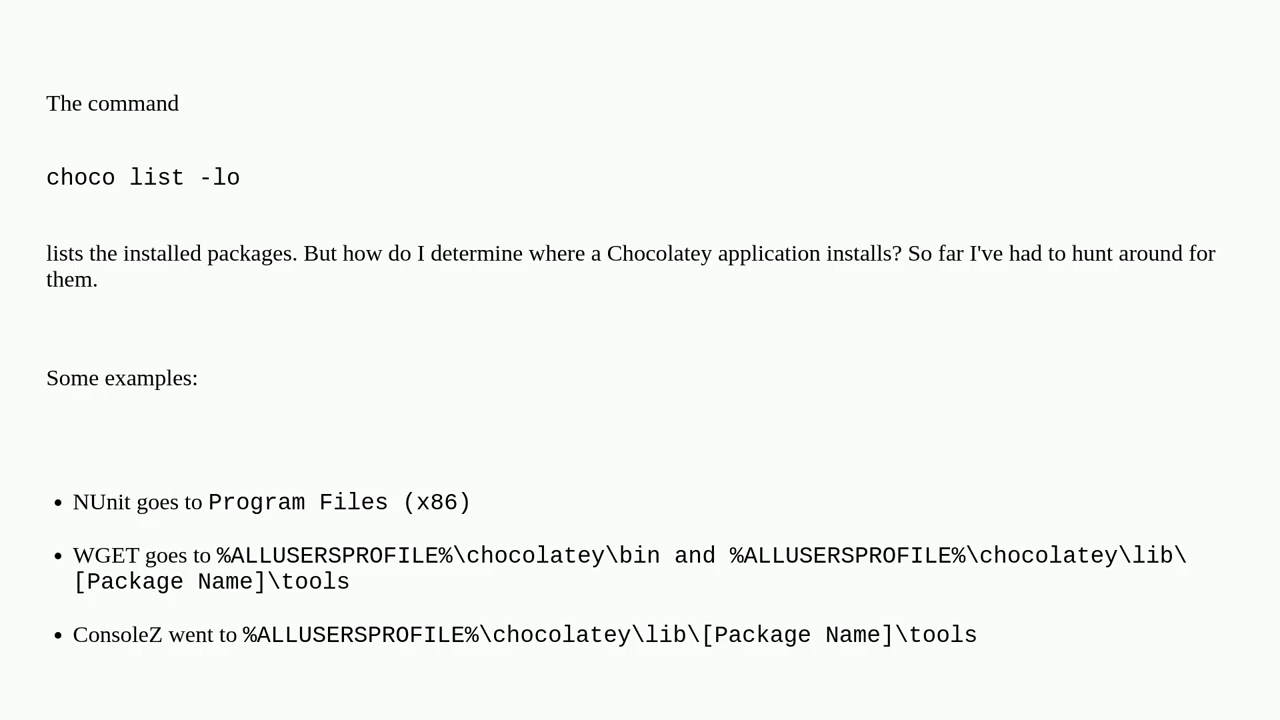 The command
choco list -lo
lists the installed packages. But how do I determine where a Chocolatey application installs? So far I've had to hunt around for
them.
Some examples:
• NUnit goes to Program Files (x86)
• WGET goes to %ALLUSERSPROFILE%\chocolatey\bin and %ALLUSERSPROFILE%\chocolatey\lib\
[Package Name]\tools
• ConsoleZ went to %ALLUSERSPROFILE%\chocolatey\lib\[Package Name]\tools